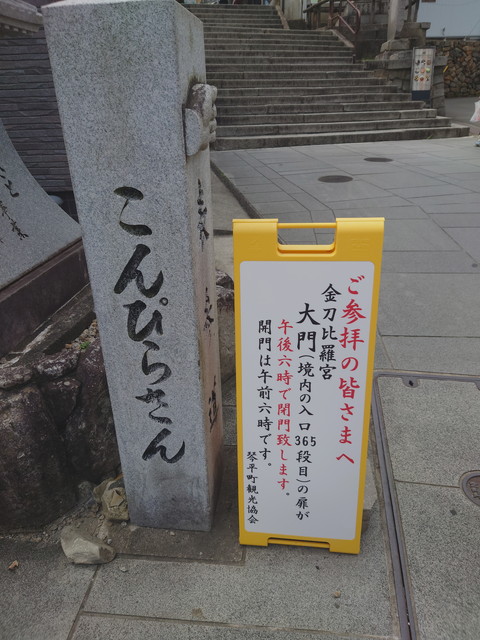 こんぴらさん
ご参拝の皆さまへ
金刀比羅宮
大門(境内の入口365段目)の扉が
午後六時で閉門致します。
開門は午前六時です。
琴平町観光協会